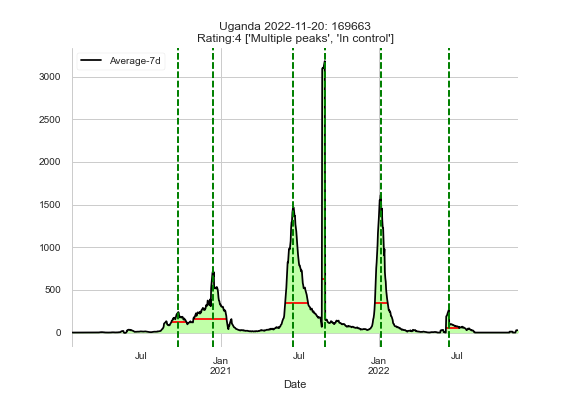 Uganda 2022-11-20: 169663
Rating:4 ['Multiple peaks', 'In control']
Average-7d
3000
2500
2000
1500
1000
500
0
Jul
Jan
2021
Jul
Jan
2022
Jul
Date